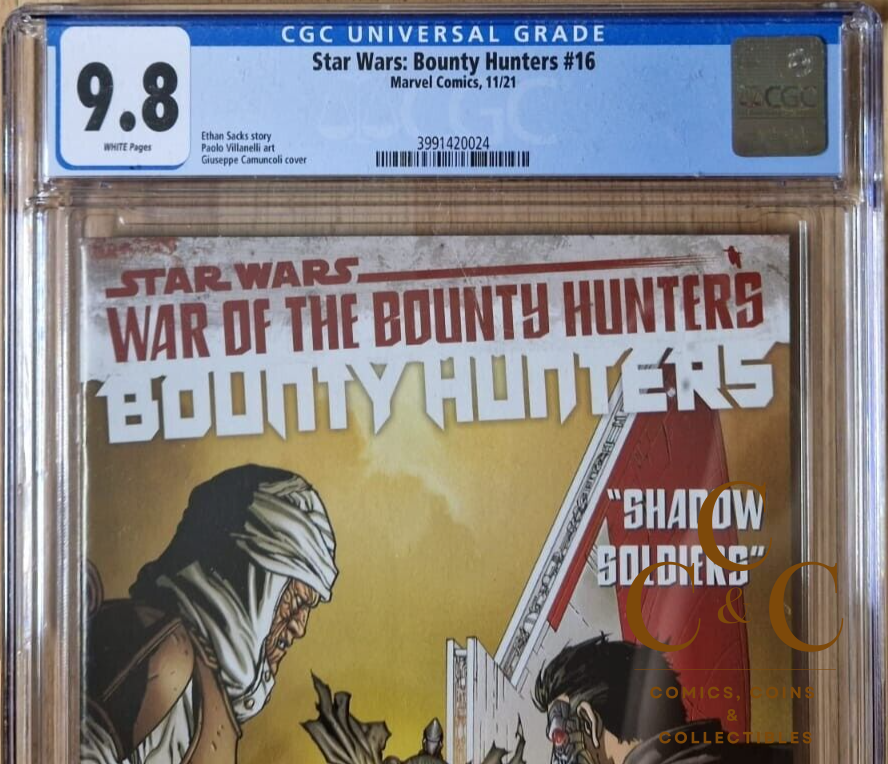 CGC UNIVERSAL GRADE
Star Wars: Bounty Hunters #16
Marvel Comics, 11/21
9.8
WHITE Pages
Ethan Sacks story
Paolo Villanelli art
Giuseppe Camuncoli cover
3991420024
CGC
STAR WARS
WAR OF THE BOUNTY HUNTERS
BOUNTY HUNTERS
"SHADOW
SOLDIERS"
C
C & C
COMICS, COINS
&
COLLECTIBLES